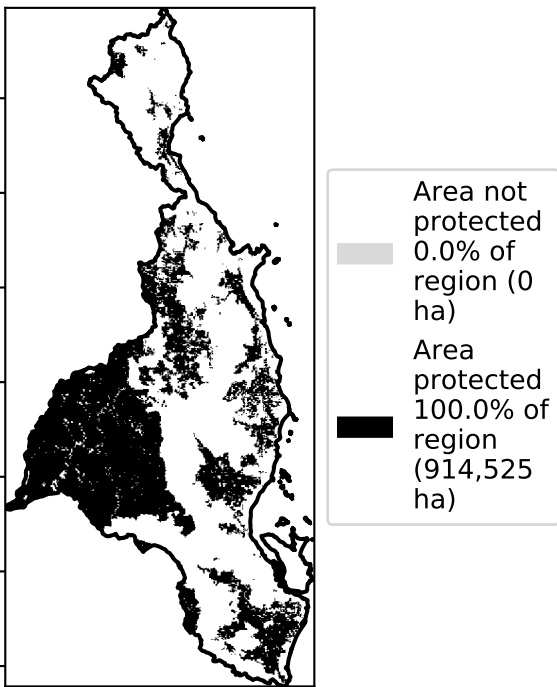 Area not
protected
0.0% of
region (0
ha)
Area
protected
100.0% of
region
(914,525
ha)